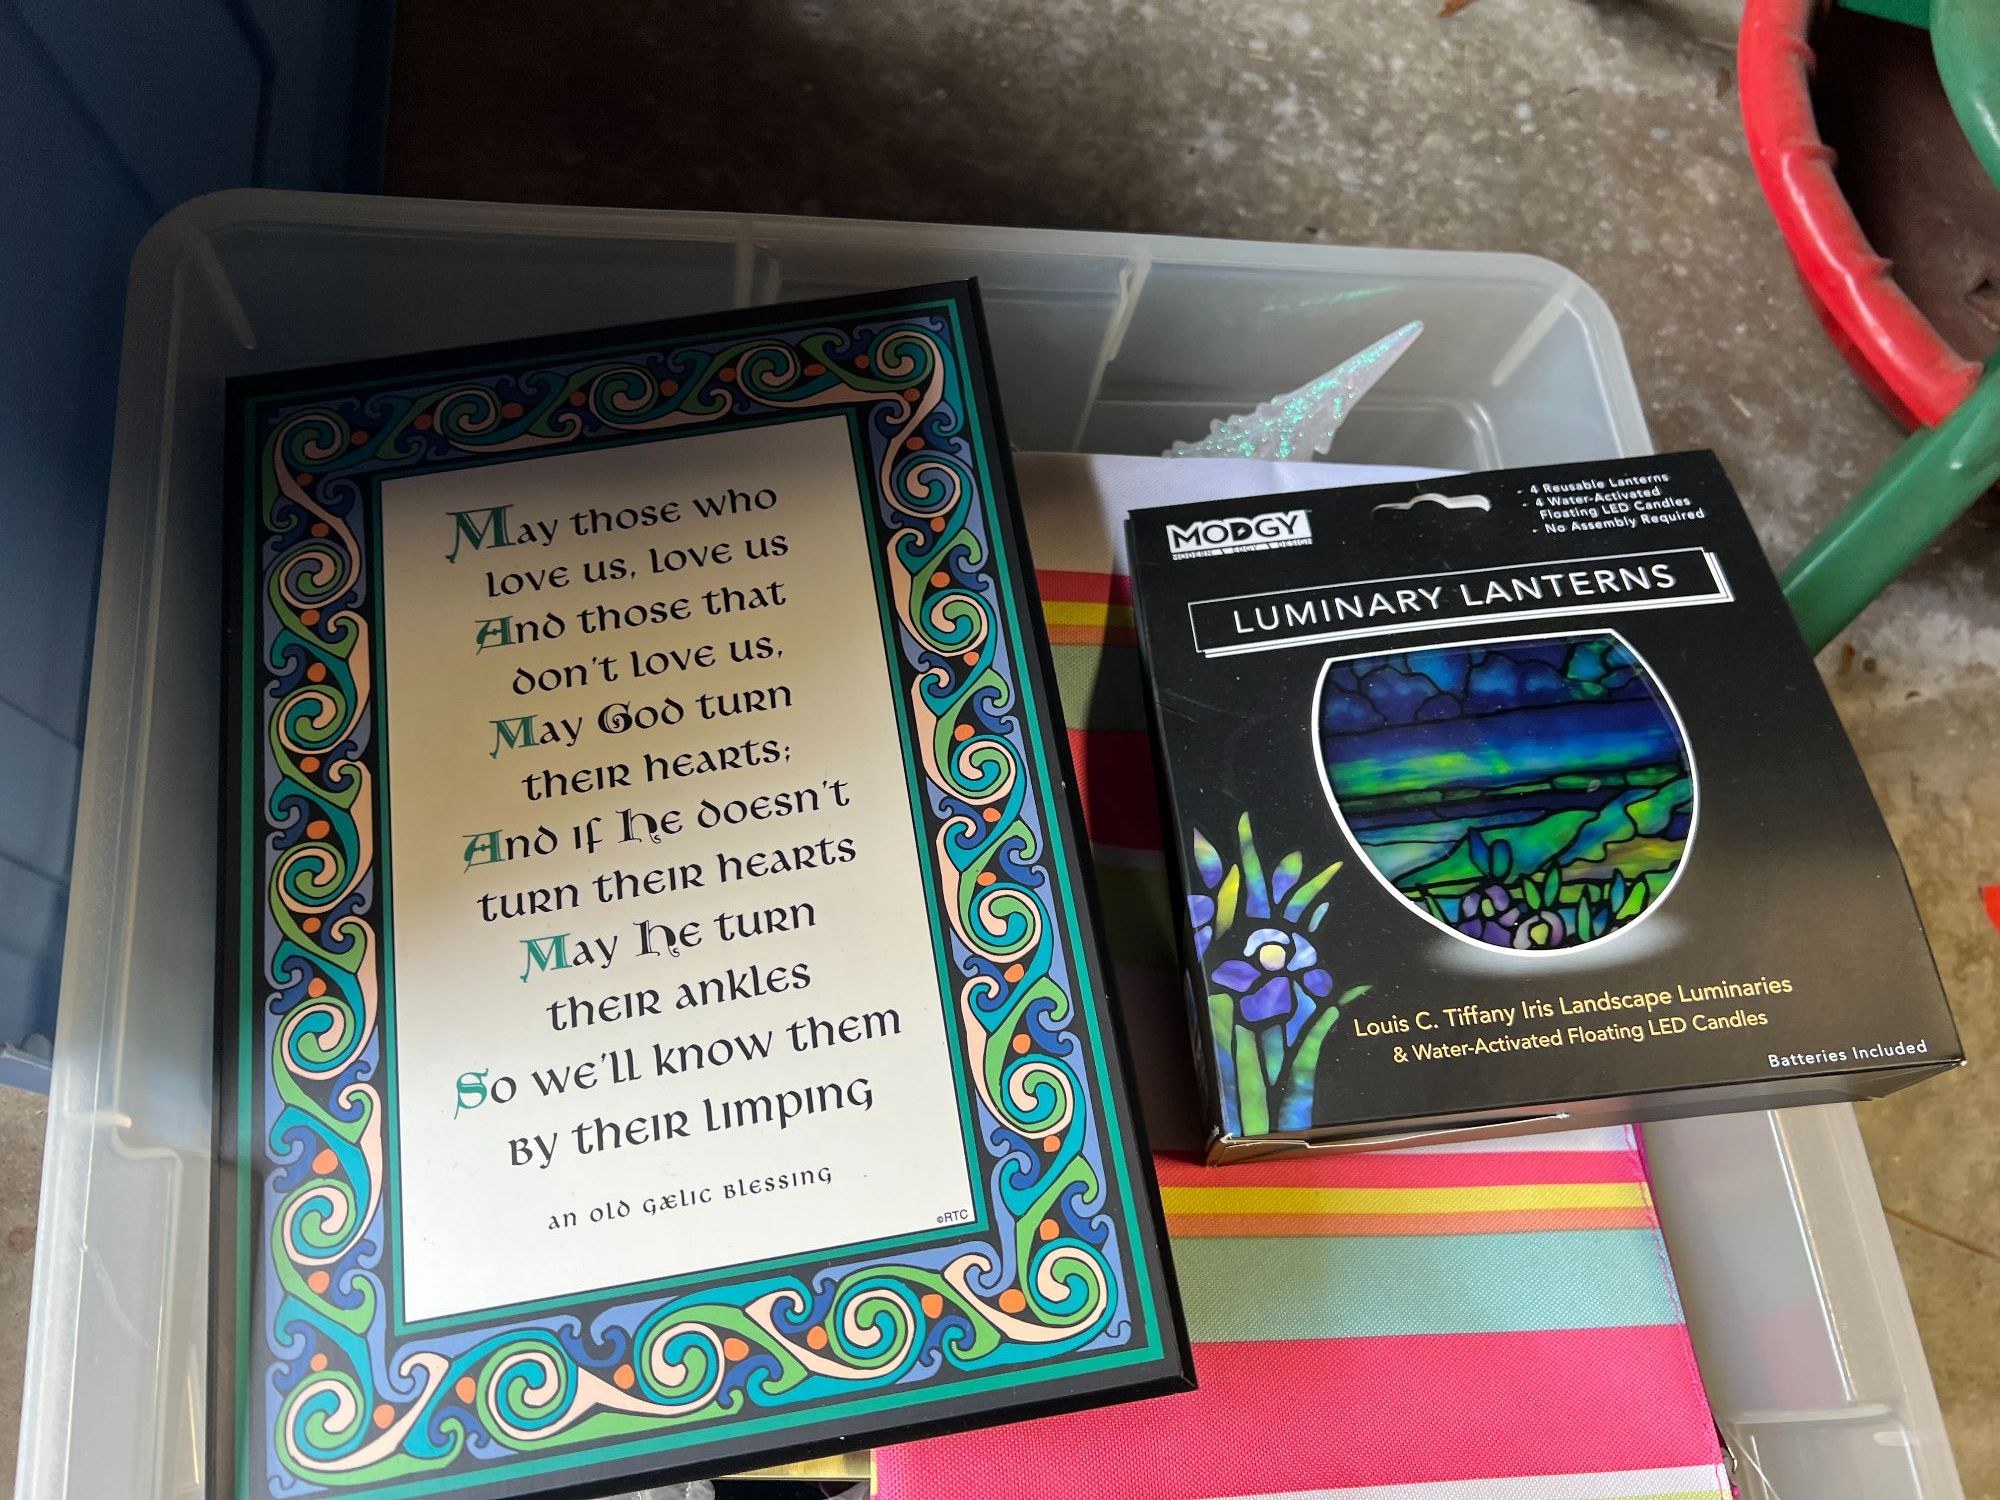 May those who
love us, love us
And those that
don't love us,
May God turn
their hearts;
And if He doesn't
turn their hearts
May He turn
their ankles
So we'll know them
by their limping
an old gælic blessing
©RTC
MODGY
MODERN & EDGY & DESIGN
- 4 Reusable Lanterns
- 4 Water-Activated
Floating LED Candles
- No Assembly Required
LUMINARY LANTERNS
Louis C. Tiffany Iris Landscape Luminaries
& Water-Activated Floating LED Candles
Batteries Included